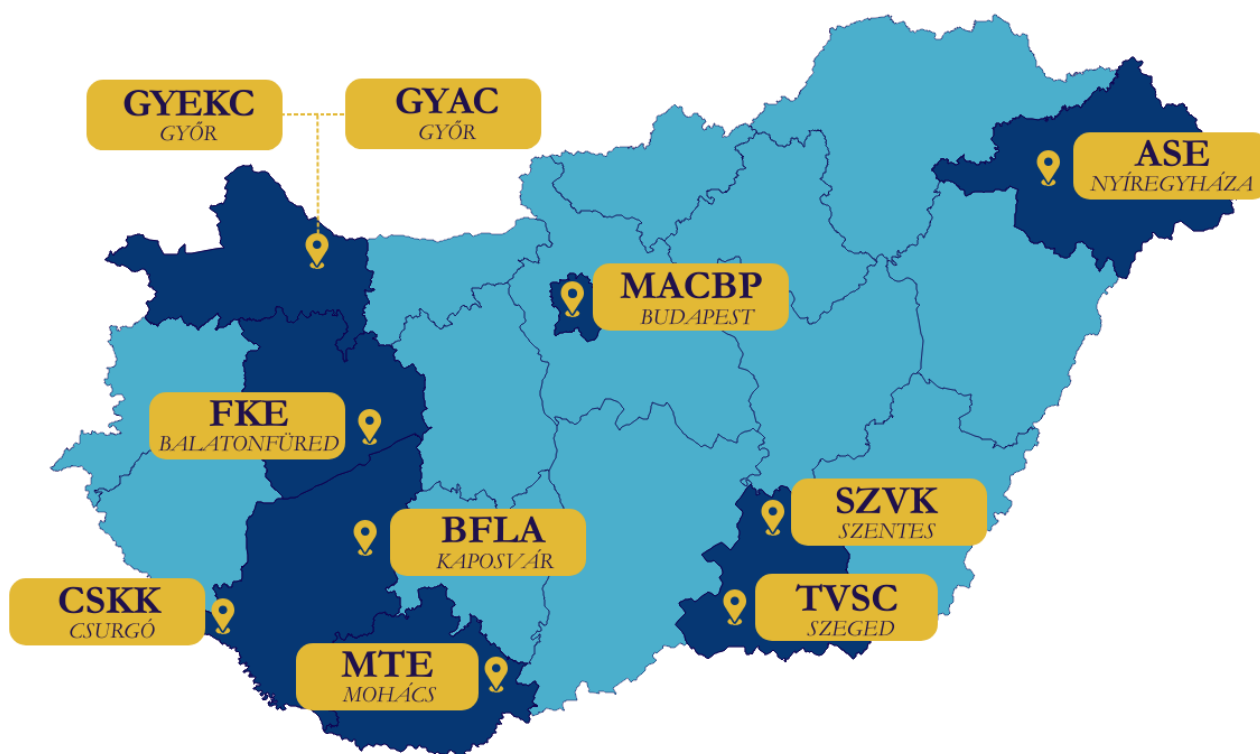 GYEKC
GYŐR
GYAC
GYŐR
ASE
NYÍREGYHÁZA
MACBP
BUDAPEST
FKE
BALATONFÜRED
SZVK
SZENTES
BFLA
KAPOSVÁR
CSKK
CSURGÓ
TVSC
SZEGED
MTE
MOHÁCS